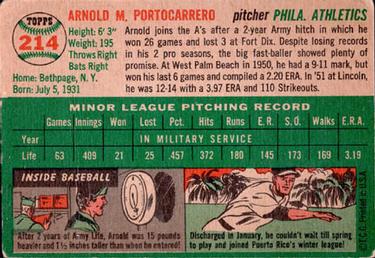 TOPPS
214
ARNOLD M. PORTOCARRERO pitcher PHILA. ATHLETICS
Height: 6' 3"
Weight: 195
Throws Right
Bats Right
Home: Bethpage, N. Y.
Born: July 5, 1931
Arnold joins the A's after a 2-year Army hitch in which he
won 26 games and lost 3 at Fort Dix. Despite losing records
in his 2 pro seasons, the big fast-baller showed plenty of
promise. At West Palm Beach in 1950, he had a 9-11 mark, but
won his last 6 games and compiled a 2.20 ERA. In '51 at Lincoln,
he was 12-14 with a 3.97 ERA and 110 Strikeouts.
MINOR LEAGUE PITCHING RECORD
Games Innings Won Lost Pct. Hits Runs E.R. S.O. Walks E.R.A.
Year IN MILITARY SERVICE
Life 63 409 21 25 .457 372 180 145 173 169 3.19
INSIDE BASEBALL
After 2 years of Army Life, Arnold was 15 pounds
heavier and 1½ inches taller than when he entered!
Discharged in January, he couldn't wait till spring
to play and joined Puerto Rico's winter league!
© T.C.G. Printed in U.S.A.